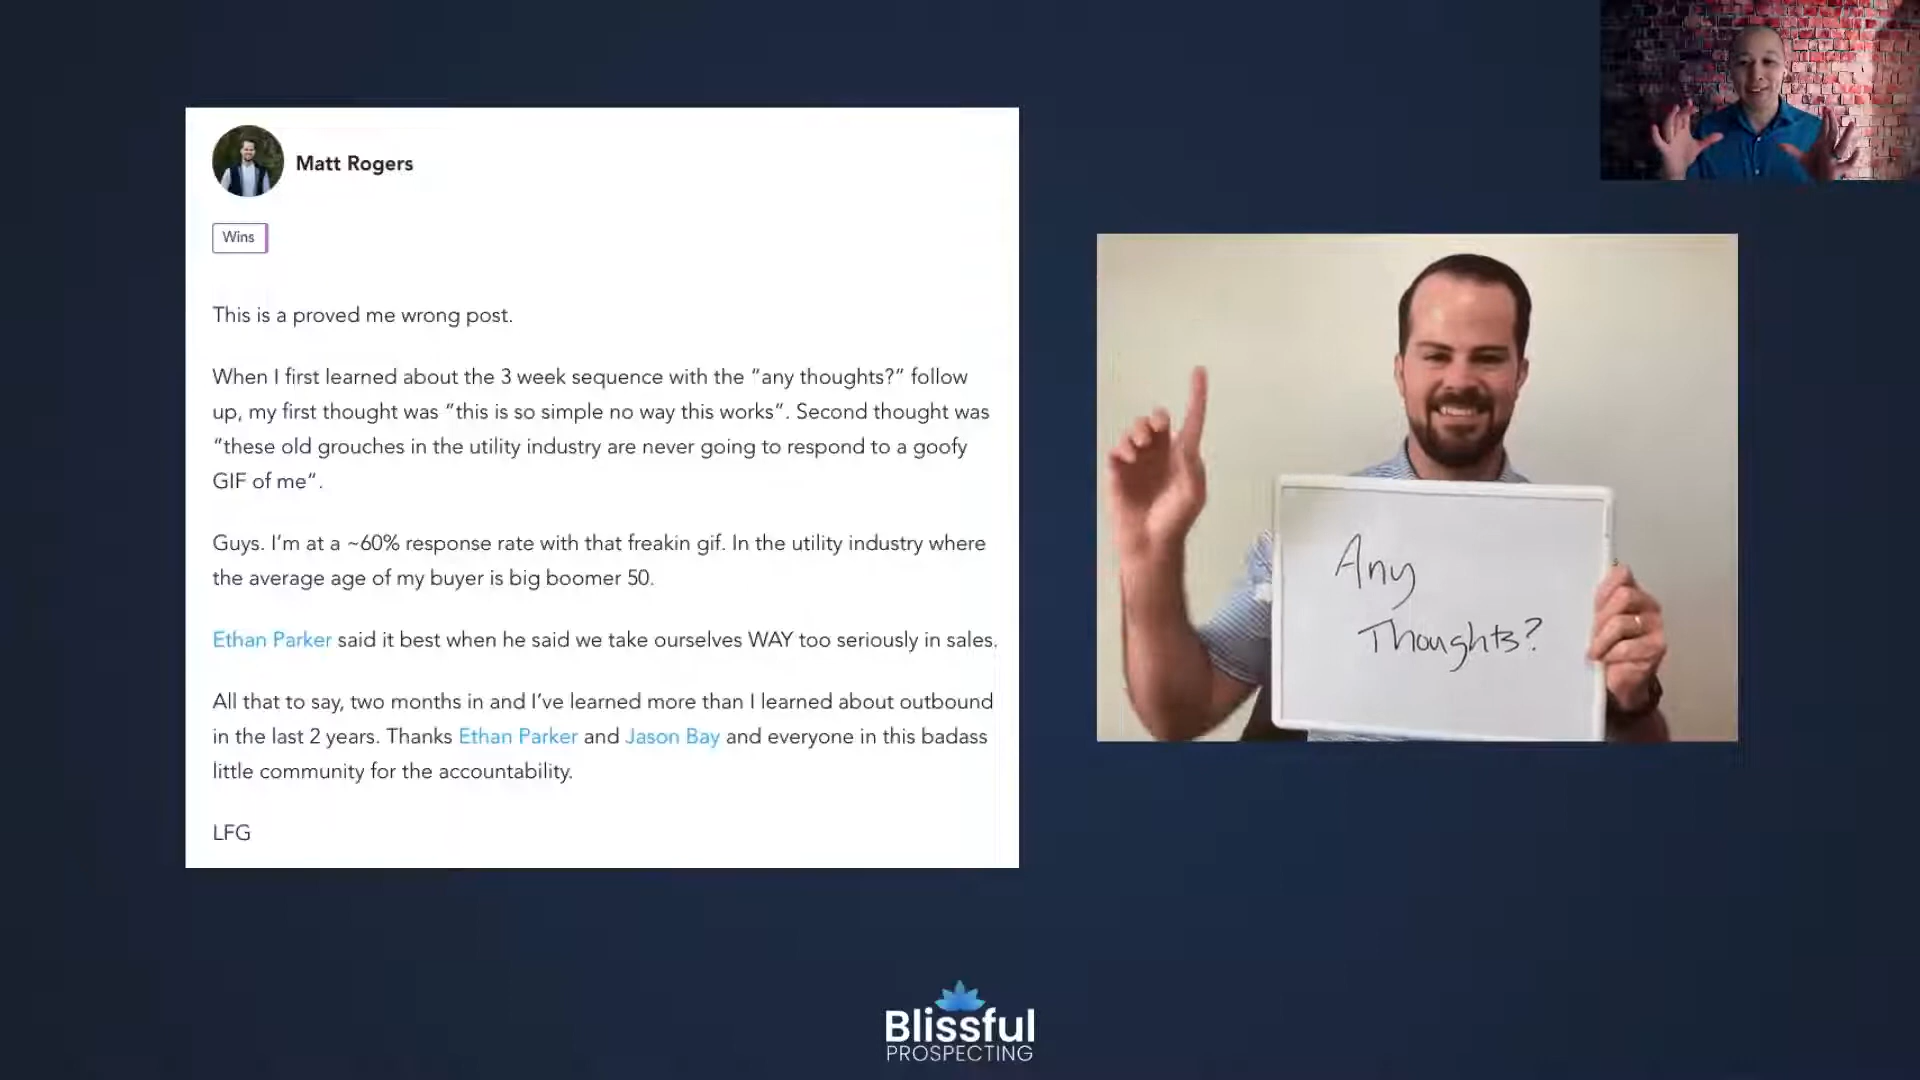 Matt Rogers
Wins
This is a proved me wrong post.
When I first learned about the 3 week sequence with the “any thoughts?” follow
up, my first thought was “this is so simple no way this works”. Second thought was
“these old grouches in the utility industry are never going to respond to a goofy
GIF of me”.
Guys. I’m at a ~60% response rate with that freakin gif. In the utility industry where
the average age of my buyer is big boomer 50.
Ethan Parker said it best when he said we take ourselves WAY too seriously in sales.
All that to say, two months in and I’ve learned more than I learned about outbound
in the last 2 years. Thanks Ethan Parker and Jason Bay and everyone in this badass
little community for the accountability.
LFG
Any
Thoughts?
Blissful
PROSPECTING